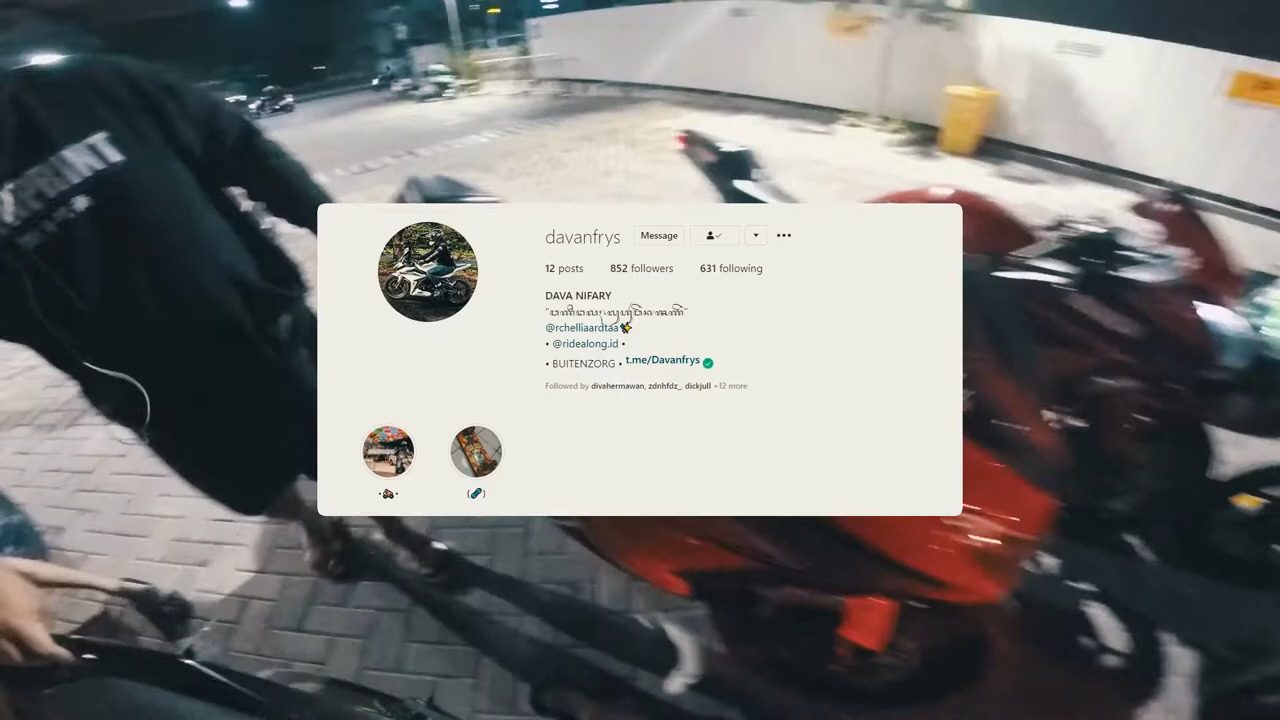 davanfrys Message
12 posts 852 followers 631 following
DAVA NIFARY
@rchelliaardtaa
• @ridealong.id •
• BUITENZORG • t.me/Davanfrys
Followed by divahermawan, zdnhfdz_, dickjull +12 more